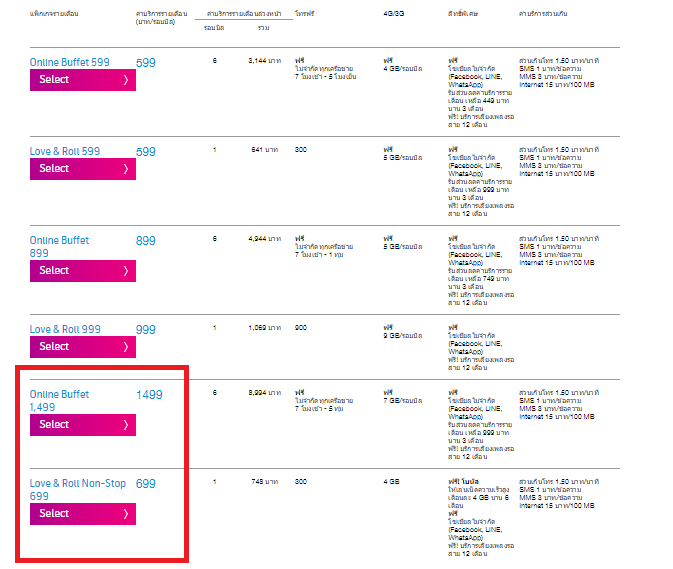 แพ็กเกจรายเดือน ค่าบริการรายเดือน ค่าบริการรายเดือนล่วงหน้า โทรฟรี 4G/3G สิทธิพิเศษ ค่าบริการส่วนเกิน
(บาท/รอบบิล) รอบบิล รวม
Online Buffet 599 599 6 3,144 บาท ฟรี ฟรี ฟรี ส่วนเกินโทร 1.50 บาท/นาที
Select ไม่จำกัด ทุกเครือข่าย 4 GB/รอบบิล โซเชียลไม่จำกัด SMS 1 บาท/ข้อความ
7 โมงเช้า - 5 โมงเย็น (Facebook, LINE, MMS 3 บาท/ข้อความ
WhatsApp) Internet 15 บาท/100 MB
รับส่วนลดค่าบริการราย
เดือน เหลือ 449 บาท
นาน 3 เดือน
ฟรี! บริการเสียงเพลงรอ
สาย 12 เดือน
Love & Roll 599 599 1 641 บาท 300 ฟรี ฟรี ส่วนเกินโทร 1.50 บาท/นาที
Select 5 GB/รอบบิล โซเชียลไม่จำกัด SMS 1 บาท/ข้อความ
(Facebook, LINE, MMS 3 บาท/ข้อความ
WhatsApp) Internet 15 บาท/100 MB
รับส่วนลดค่าบริการราย
เดือน เหลือ 999 บาท
นาน 3 เดือน
ฟรี! บริการเสียงเพลงรอ
สาย 12 เดือน
Online Buffet 899 6 4,944 บาท ฟรี ฟรี ฟรี ส่วนเกินโทร 1.50 บาท/นาที
899 ไม่จำกัด ทุกเครือข่าย 5 GB/รอบบิล โซเชียลไม่จำกัด SMS 1 บาท/ข้อความ
Select 7 โมงเช้า - 1 ทุ่ม (Facebook, LINE, MMS 3 บาท/ข้อความ
WhatsApp) Internet 15 บาท/100 MB
รับส่วนลดค่าบริการราย
เดือน เหลือ 749 บาท
นาน 3 เดือน
ฟรี! บริการเสียงเพลงรอ
สาย 12 เดือน
Love & Roll 999 999 1 1,069 บาท 900 ฟรี ฟรี
Select 9 GB/รอบบิล โซเชียลไม่จำกัด
(Facebook, LINE,
WhatsApp)
ฟรี! บริการเสียงเพลงรอ
สาย 12 เดือน
Online Buffet 1499 6 8,994 บาท ฟรี ฟรี ฟรี ส่วนเกินโทร 1.50 บาท/นาที
1,499 ไม่จำกัด ทุกเครือข่าย 7 GB/รอบบิล โซเชียลไม่จำกัด SMS 1 บาท/ข้อความ
Select 7 โมงเช้า - 5 ทุ่ม (Facebook, LINE, MMS 3 บาท/ข้อความ
WhatsApp) Internet 15 บาท/100 MB
รับส่วนลดค่าบริการราย
เดือน เหลือ 999 บาท
นาน 3 เดือน
ฟรี! บริการเสียงเพลงรอ
สาย 12 เดือน
Love & Roll Non-Stop 699 1 748 บาท 300 4 GB ฟรี! โบนัส ส่วนเกินโทร 1.50 บาท/นาที
699 SMS 1 บาท/ข้อความ
Select เดือนละ 4 GB นาน 6 MMS 3 บาท/ข้อความ
เดือน Internet 15 บาท/100 MB
ฟรี
โซเชียลไม่จำกัด
(Facebook, LINE,
WhatsApp)
ฟรี! บริการเสียงเพลงรอ
สาย 12 เดือน